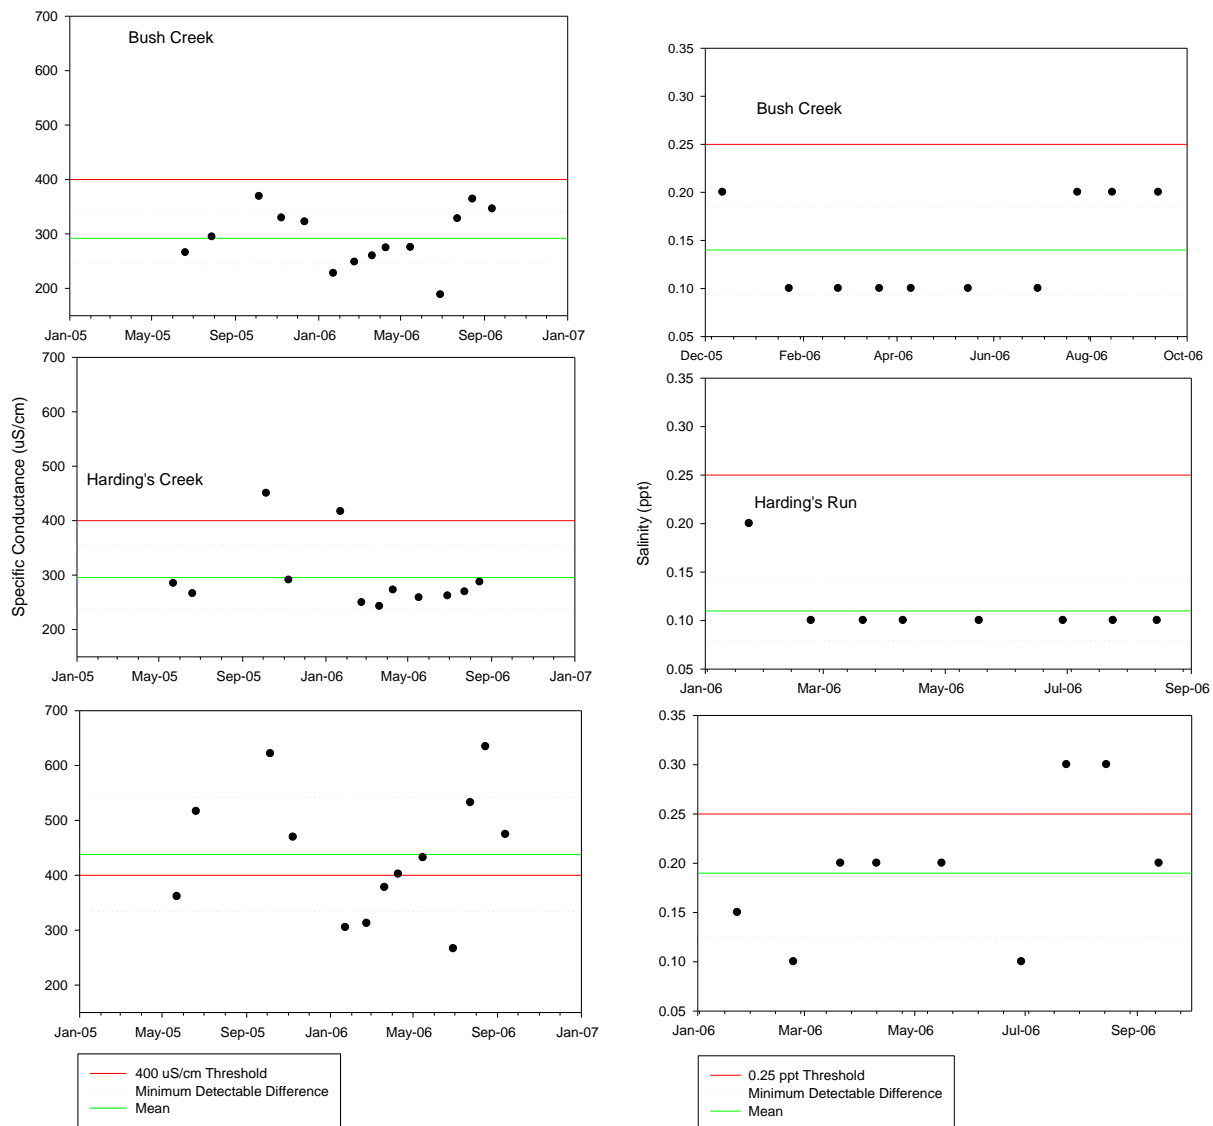 Bush Creek
700
600
500
400
300
200
Jan-05 May-05 Sep-05 Jan-06 May-06 Sep-06 Jan-07
Harding's Creek
700
600
500
400
300
200
Jan-05 May-05 Sep-05 Jan-06 May-06 Sep-06 Jan-07
Specific Conductance (uS/cm)
700
600
500
400
300
200
Jan-05 May-05 Sep-05 Jan-06 May-06 Sep-06 Jan-07
400 uS/cm Threshold
Minimum Detectable Difference
Mean
Bush Creek
0.35
0.30
0.25
0.20
0.15
0.10
0.05
Dec-05 Feb-06 Apr-06 Jun-06 Aug-06 Oct-06
Harding's Run
0.35
0.30
0.25
0.20
0.15
0.10
0.05
Jan-06 Mar-06 May-06 Jul-06 Sep-06
Salinity (ppt)
0.35
0.30
0.25
0.20
0.15
0.10
0.05
Jan-06 Mar-06 May-06 Jul-06 Sep-06
0.25 ppt Threshold
Minimum Detectable Difference
Mean